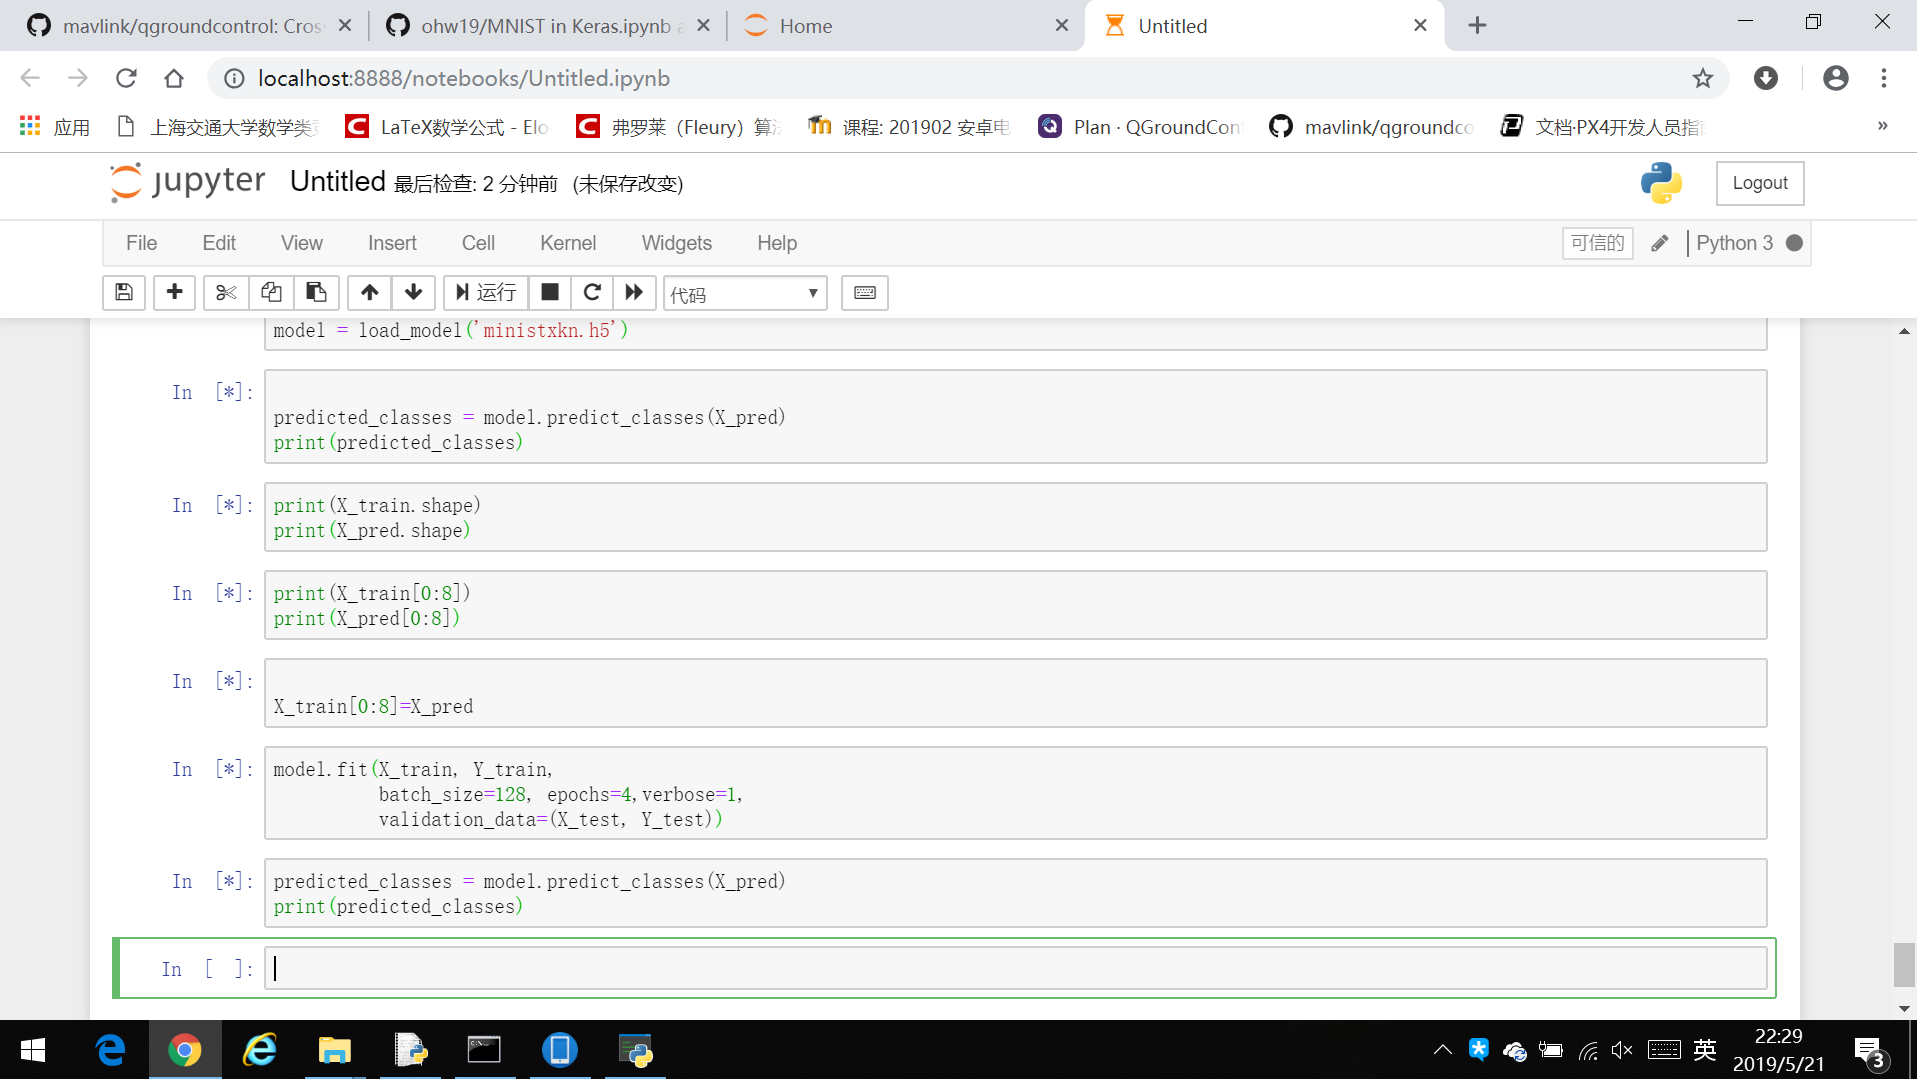 mavlink/qgroundcontrol: Cros
ohw19/MNIST in Keras.ipynb a
Home
Untitled
localhost:8888/notebooks/Untitled.ipynb
应用
上海交通大学数学类
LaTeX数学公式 - Elo
弗罗莱（Fleury）算
课程: 201902 安卓电
Plan · QGroundCon
mavlink/qgroundco
文档·PX4开发人员指
»
jupyter Untitled 最后检查: 2 分钟前 (未保存改变)
Logout
File Edit View Insert Cell Kernel Widgets Help
可信的
Python 3
运行
代码
model = load_model('ministxkn.h5')
In [*]:
predicted_classes = model.predict_classes(X_pred)
print(predicted_classes)
In [*]: print(X_train.shape)
print(X_pred.shape)
In [*]: print(X_train[0:8])
print(X_pred[0:8])
In [*]:
X_train[0:8]=X_pred
In [*]: model.fit(X_train, Y_train,
batch_size=128, epochs=4,verbose=1,
validation_data=(X_test, Y_test))
In [*]: predicted_classes = model.predict_classes(X_pred)
print(predicted_classes)
In [ ]:
英
22:29
2019/5/21
3